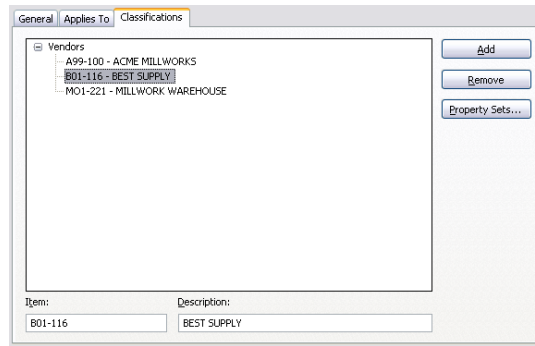 General Applies To Classifications
Vendors
A99-100 - ACME MILLWORKS
B01-116 - BEST SUPPLY
MO1-221 - MILLWORK WAREHOUSE
Add
Remove
Property Sets...
Item: Description:
B01-116 BEST SUPPLY